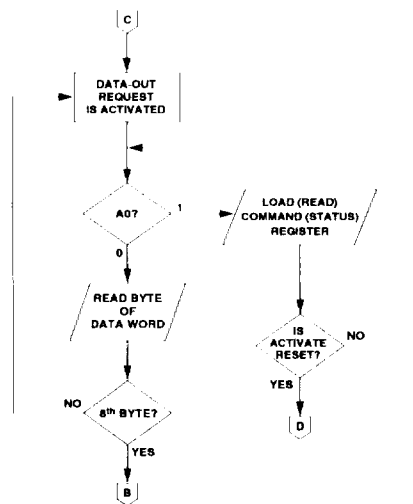 C
DATA-OUT
REQUEST
IS ACTIVATED
A0?
1
0
LOAD (READ)
COMMAND (STATUS)
REGISTER
READ BYTE
OF
DATA WORD
IS
ACTIVATE
RESET?
NO
YES
D
NO
8th BYTE?
YES
B